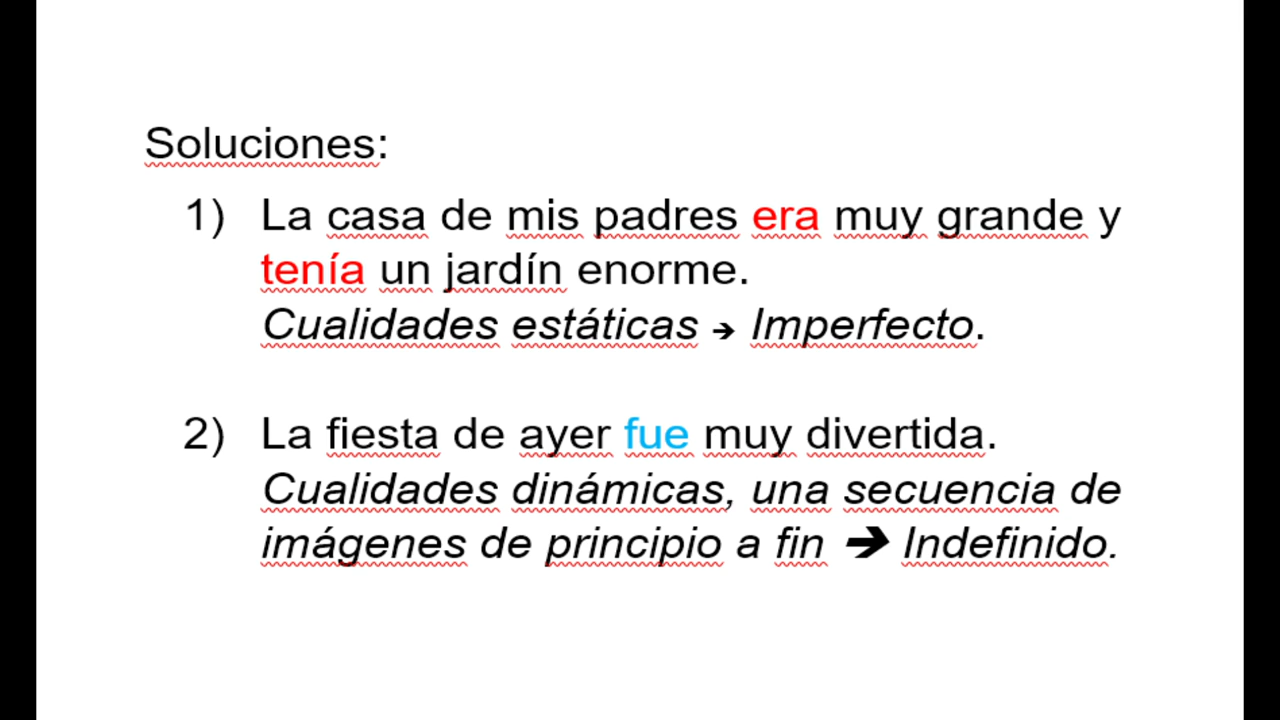 Soluciones:
1) La casa de mis padres era muy grande y
tenía un jardín enorme.
Cualidades estáticas → Imperfecto.
2) La fiesta de ayer fue muy divertida.
Cualidades dinámicas, una secuencia de
imágenes de principio a fin → Indefinido.